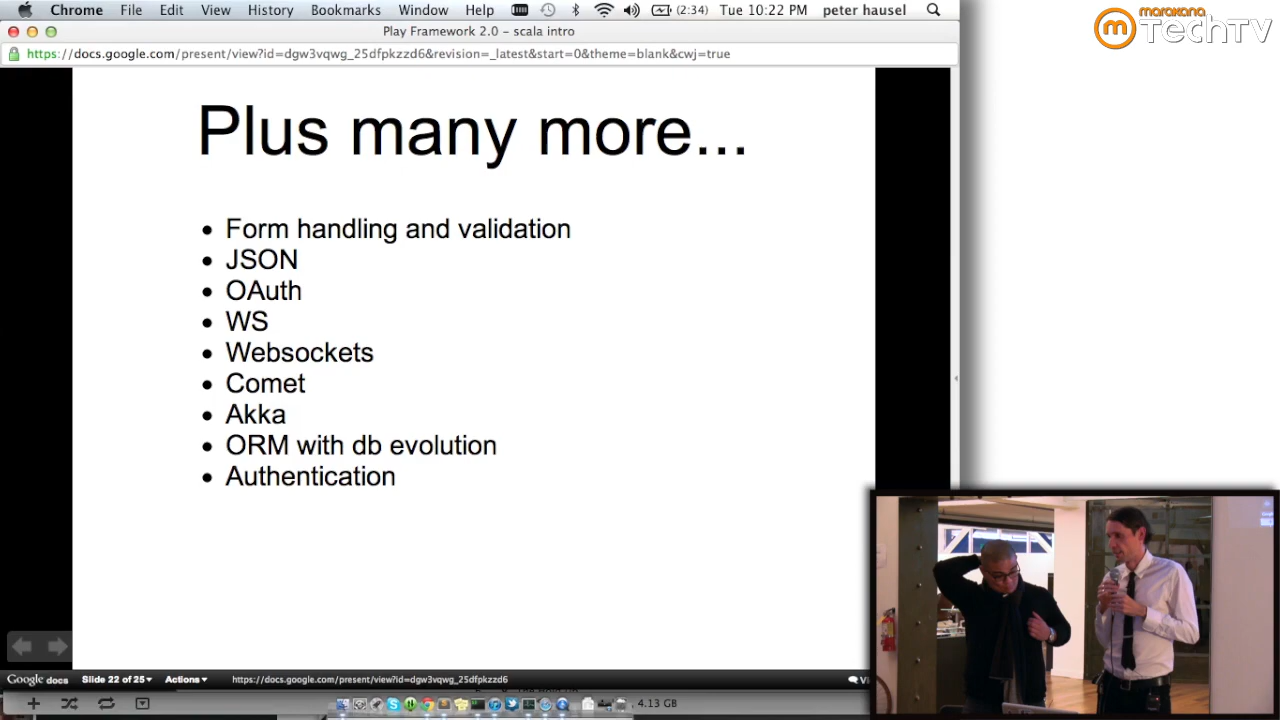 Chrome File Edit View History Bookmarks Window Help (2:34) Tue 10:22 PM peter hausel
marakana
TechTV
Play Framework 2.0 - scala intro
https://docs.google.com/present/view?id=dgw3vqwg_25dfpkzzd6&revision=_latest&start=0&theme=blank&cwj=true
Plus many more...
• Form handling and validation
• JSON
• OAuth
• WS
• Websockets
• Comet
• Akka
• ORM with db evolution
• Authentication
Google docs Slide 22 of 25 Actions https://docs.google.com/present/view?id=dgw3vqwg_25dfpkzzd6
4.13 GB